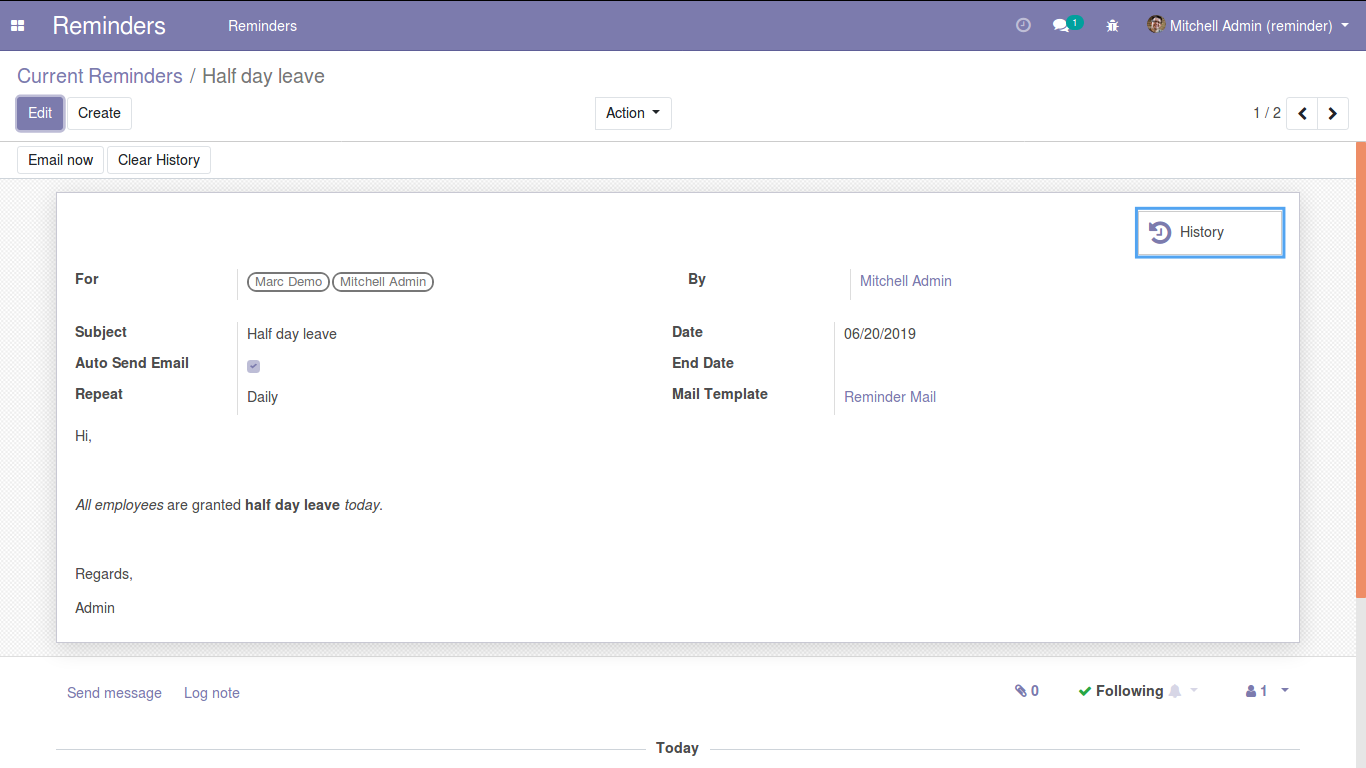 Reminders Reminders 1 Mitchell Admin (reminder)
Current Reminders / Half day leave
Edit Create Action 1 / 2
Email now Clear History
History
For Marc Demo Mitchell Admin By Mitchell Admin
Subject Half day leave Date 06/20/2019
Auto Send Email End Date
Repeat Daily Mail Template Reminder Mail
Hi,
All employees are granted half day leave today.
Regards,
Admin
Send message Log note 0 Following 1
Today